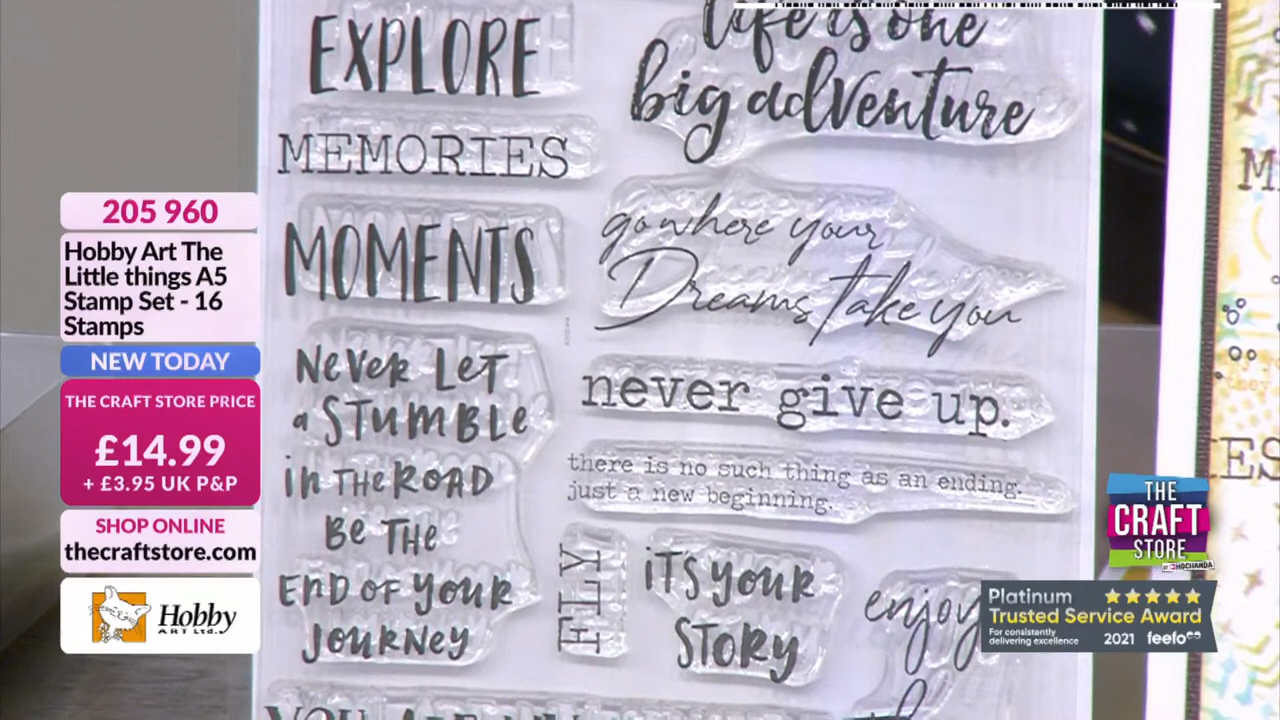 EXPLORE
MEMORIES
MOMENTS
Never Let
a Stumble
in the Road
Be the
End of your
Journey
life is one
big adventure
go where your
Dreams take you
never give up.
there is no such thing as an ending.
just a new beginning.
FLY
it's your
Story
enjoy
205 960
Hobby Art The
Little things A5
Stamp Set - 16
Stamps
NEW TODAY
THE CRAFT STORE PRICE
£14.99
+ £3.95 UK P&P
SHOP ONLINE
thecraftstore.com
Hobby
ART Ltd.
THE
CRAFT
STORE
BY HOCHANDA
Platinum
Trusted Service Award
For consistently
delivering excellence
2021 feefo